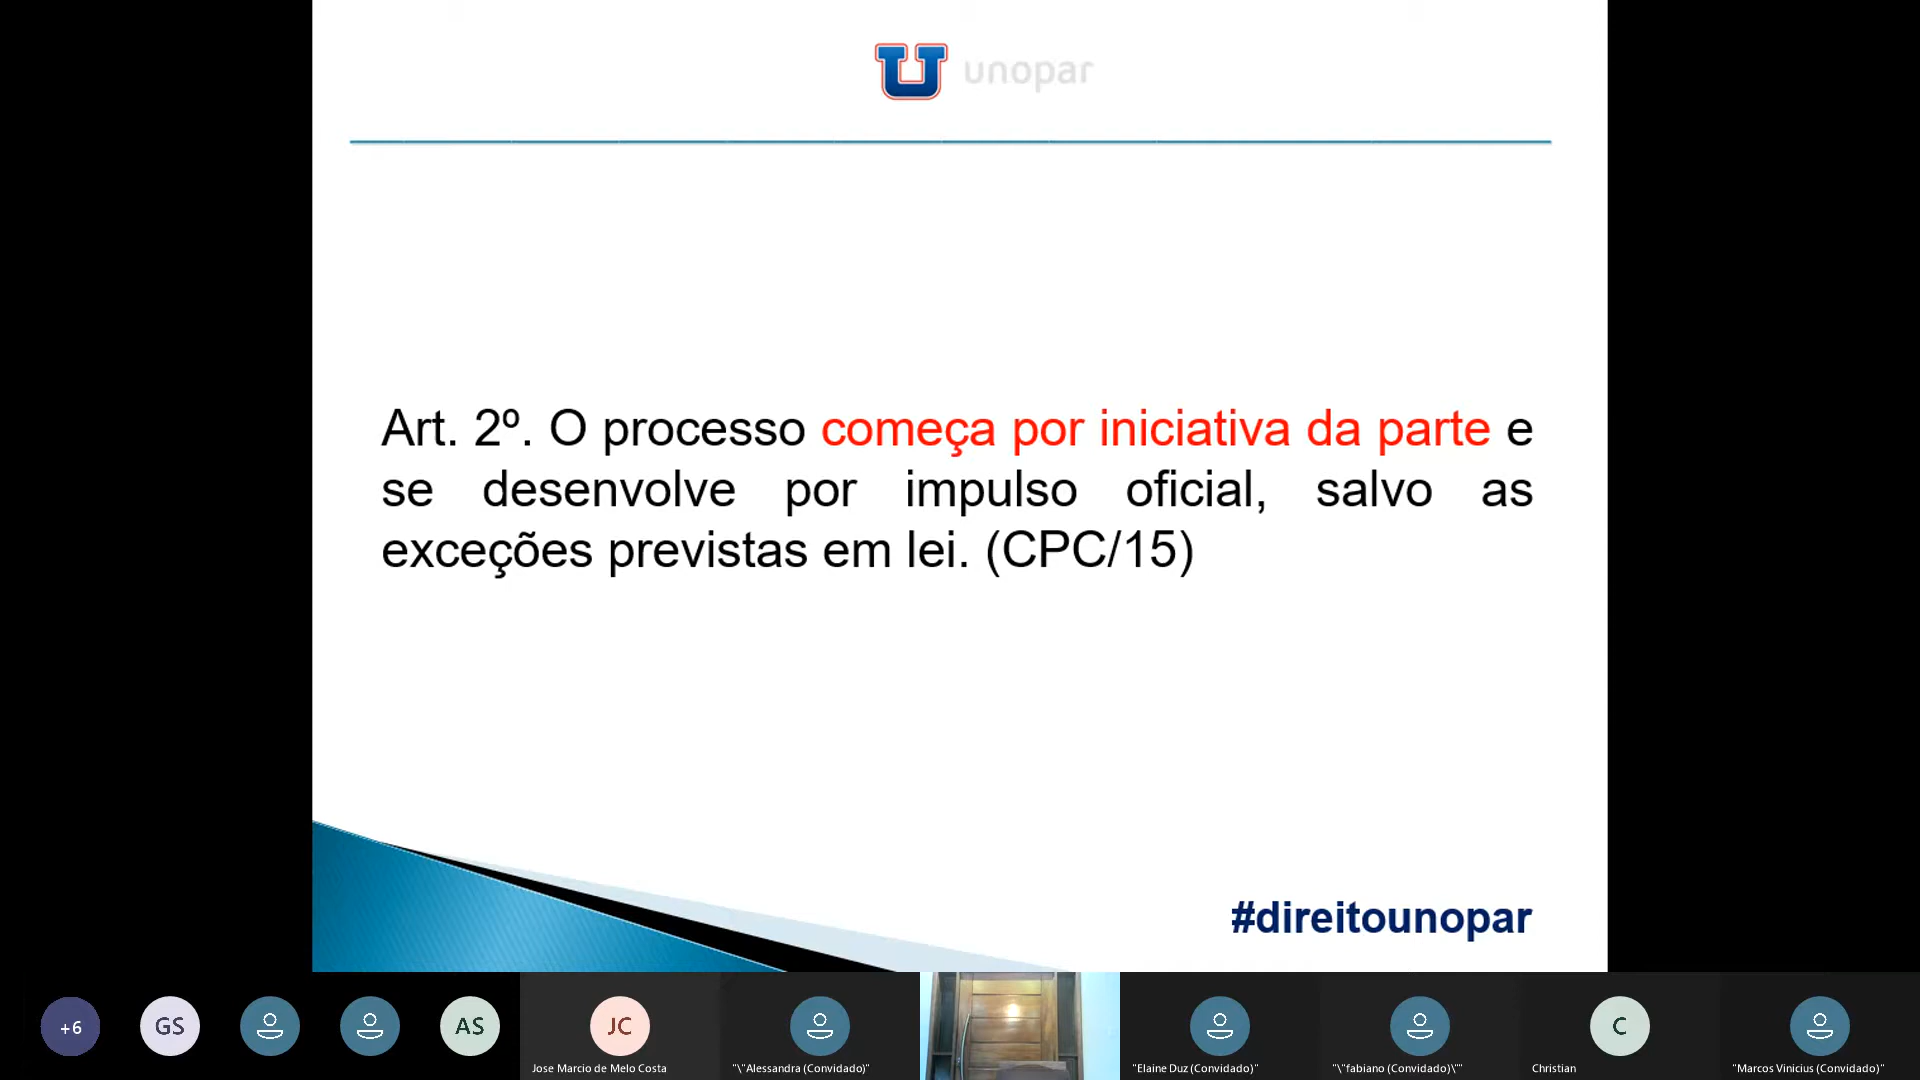 unopar
Art. 2º. O processo começa por iniciativa da parte e
se desenvolve por impulso oficial, salvo as
exceções previstas em lei. (CPC/15)
#direitounopar
+6
GS
AS
JC
C
Jose Marcio de Melo Costa
"\"Alessandra (Convidado)"
"Elaine Duz (Convidado)"
"\"fabiano (Convidado)\""
Christian
"Marcos Vinicius (Convidado)"